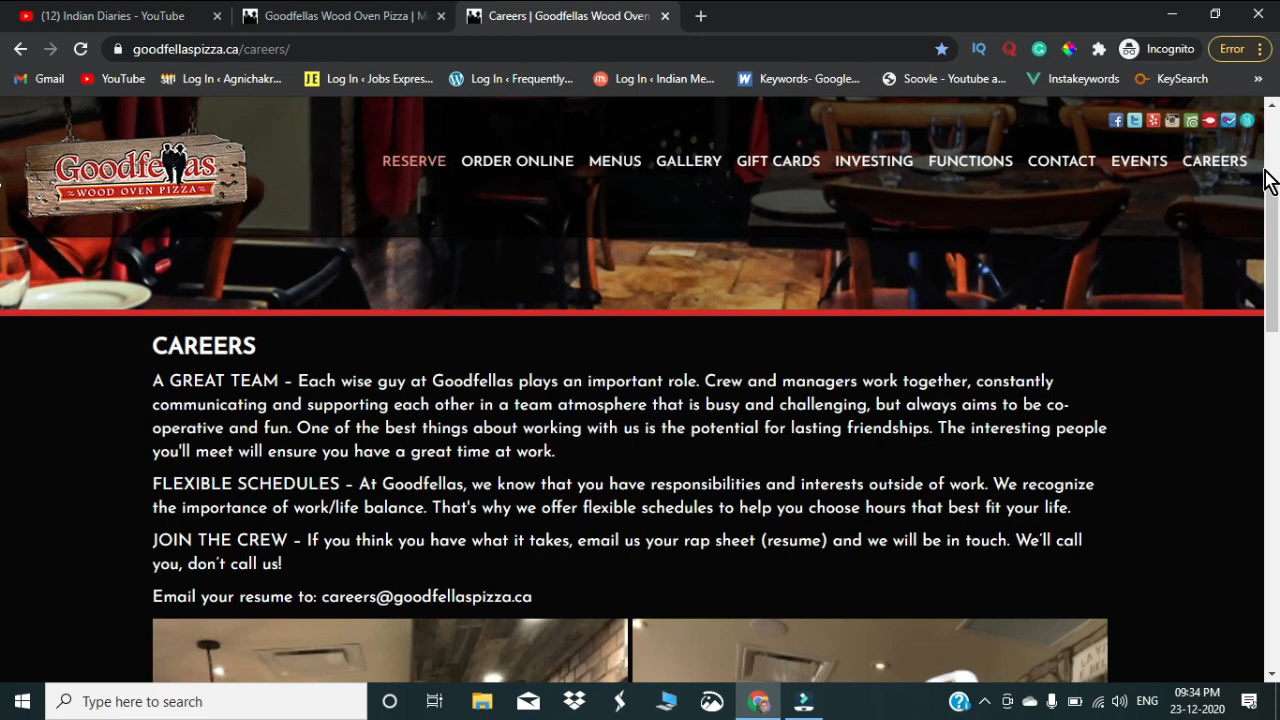 (12) Indian Diaries - YouTube
Goodfellas Wood Oven Pizza | M
Careers | Goodfellas Wood Oven
goodfellaspizza.ca/careers/
Incognito
Error
Gmail
YouTube
Log In ‹ Agnichakr...
Log In ‹ Jobs Expres...
Log In ‹ Frequently...
Log In ‹ Indian Me...
Keywords- Google...
Soovle - Youtube a...
Instakeywords
KeySearch
Goodfellas
~WOOD OVEN PIZZA~
RESERVE
ORDER ONLINE
MENUS
GALLERY
GIFT CARDS
INVESTING
FUNCTIONS
CONTACT
EVENTS
CAREERS
CAREERS
A GREAT TEAM – Each wise guy at Goodfellas plays an important role. Crew and managers work together, constantly
communicating and supporting each other in a team atmosphere that is busy and challenging, but always aims to be co-
operative and fun. One of the best things about working with us is the potential for lasting friendships. The interesting people
you'll meet will ensure you have a great time at work.
FLEXIBLE SCHEDULES – At Goodfellas, we know that you have responsibilities and interests outside of work. We recognize
the importance of work/life balance. That's why we offer flexible schedules to help you choose hours that best fit your life.
JOIN THE CREW – If you think you have what it takes, email us your rap sheet (resume) and we will be in touch. We’ll call
you, don’t call us!
Email your resume to: careers@goodfellaspizza.ca
Type here to search
ENG
09:34 PM
23-12-2020